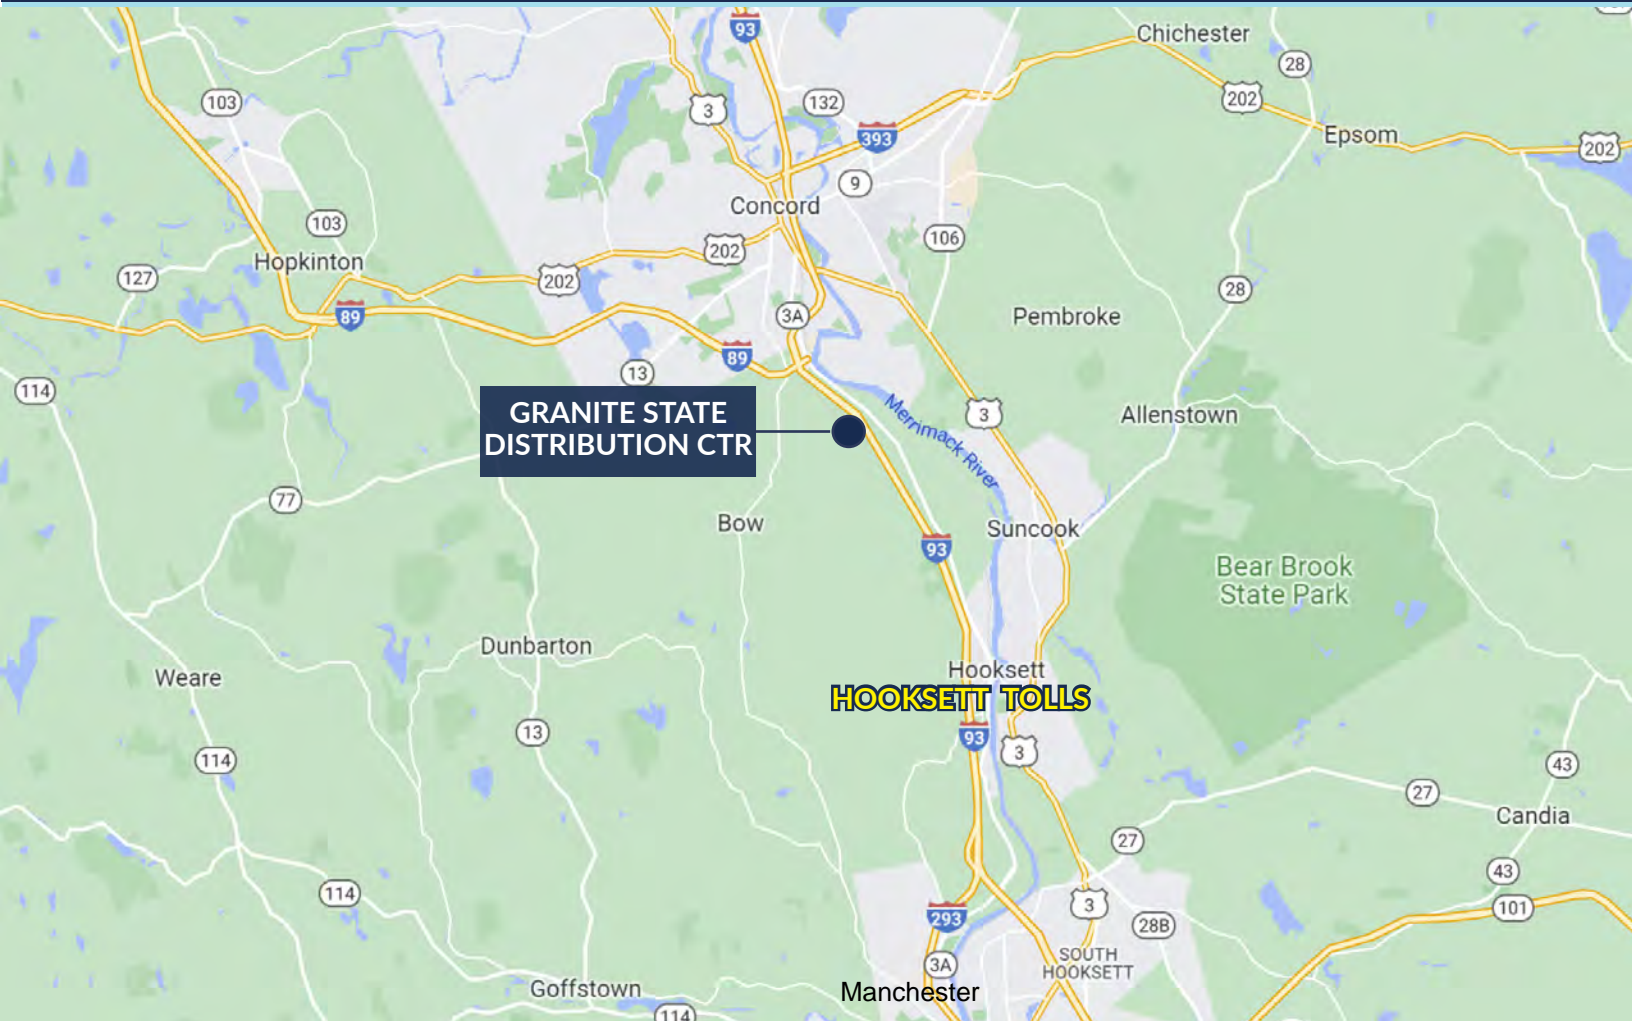 93
Chichester
28
103
3
132
202
393
Epsom
202
9
Concord
103
106
202
Hopkinton
127
202
28
89
3A
Pembroke
89
13
114
GRANITE STATE
DISTRIBUTION CTR
Merrimack River
3
Allenstown
77
Bow
Suncook
93
Bear Brook
State Park
Dunbarton
Weare
Hooksett
HOOKSETT TOLLS
13
93
3
114
43
27
Candia
27
43
114
3
101
293
28B
3A
SOUTH
HOOKSETT
Goffstown
Manchester
114